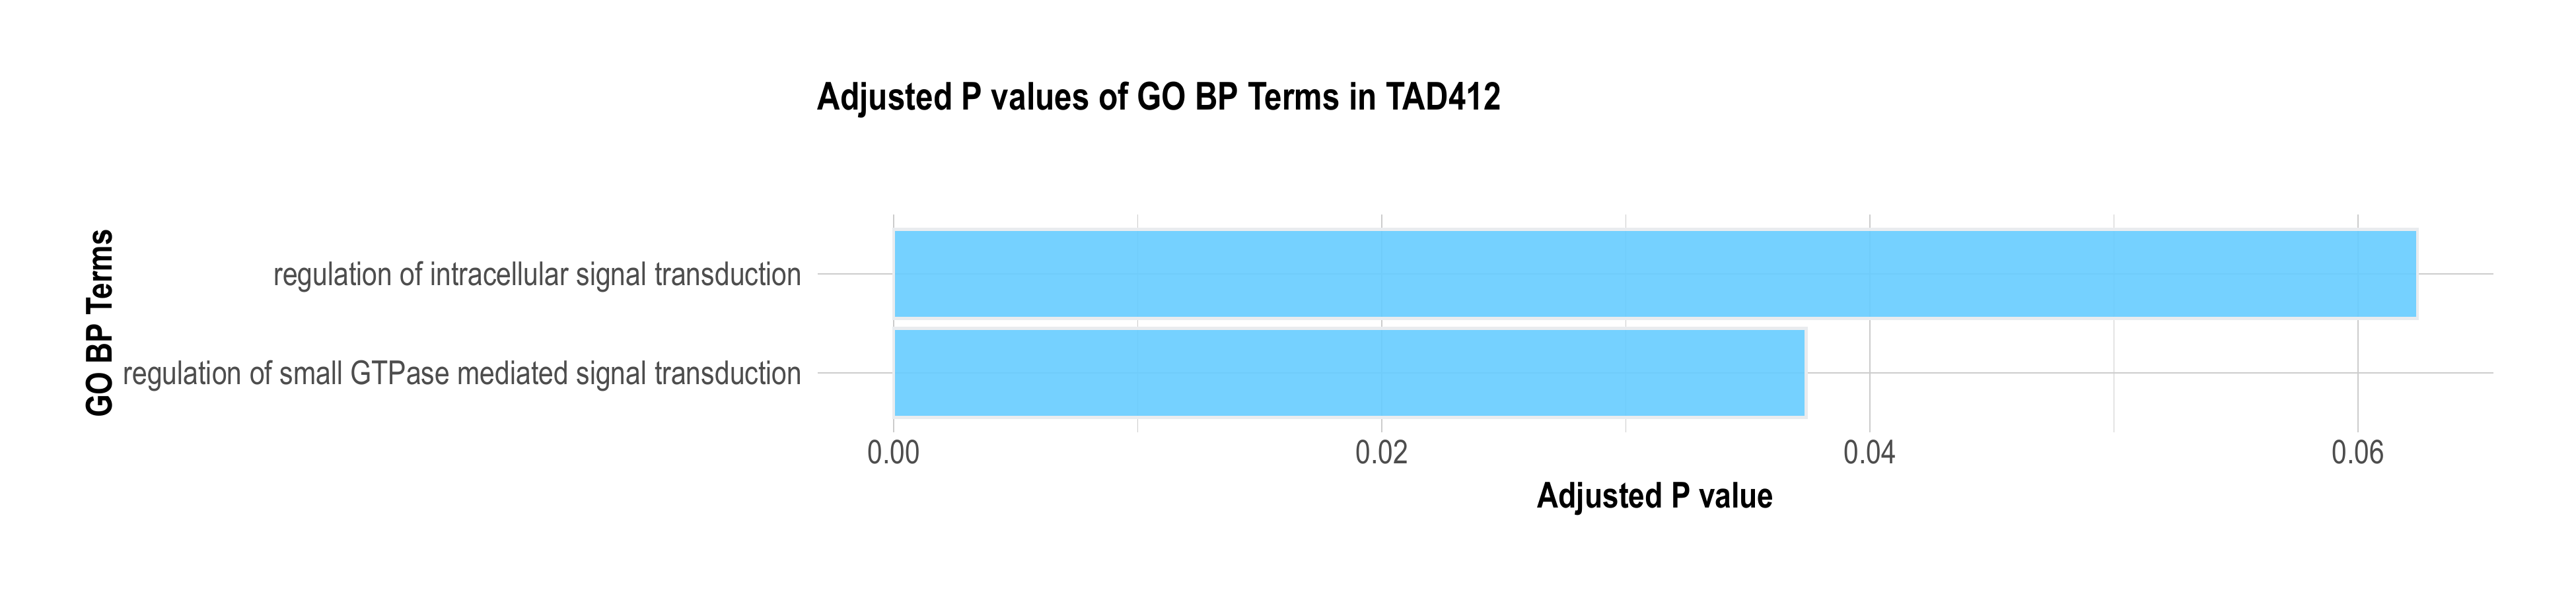 Adjusted P values of GO BP Terms in TAD412
GO BP Terms
regulation of intracellular signal transduction
regulation of small GTPase mediated signal transduction
0.00 0.02 0.04 0.06
Adjusted P value